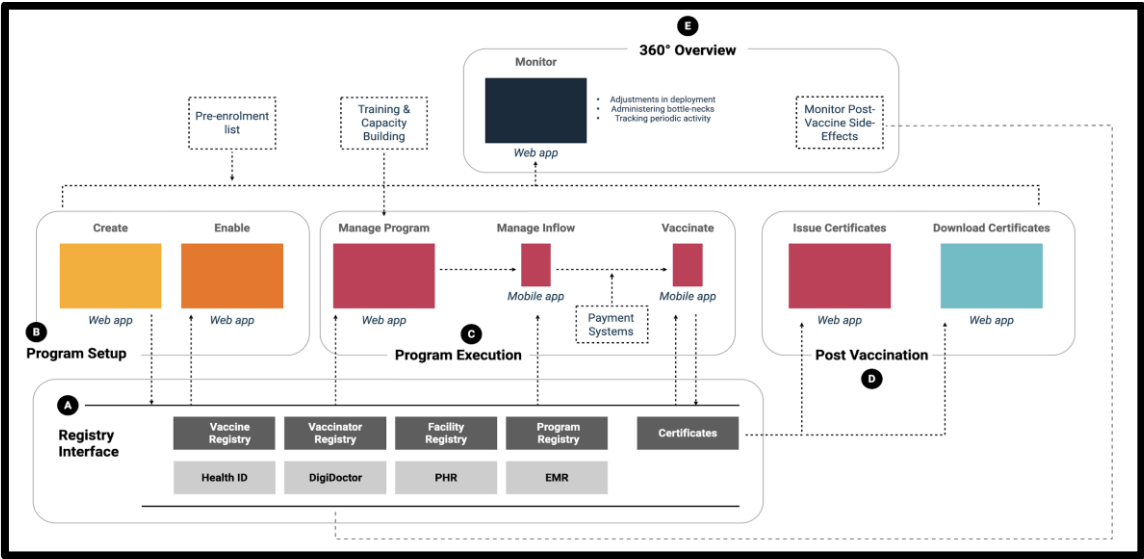 E
360° Overview
Monitor
• Adjustments in deployment
• Administering bottle-necks
• Tracking periodic activity
Web app
Monitor Post-
Vaccine Side-
Effects
Pre-enrolment
list
Training &
Capacity
Building
Create
Web app
Enable
Web app
B
Program Setup
Manage Program
Web app
Manage Inflow
Mobile app
Vaccinate
Mobile app
Payment
Systems
C
Program Execution
Issue Certificates
Web app
Download Certificates
Web app
Post Vaccination
D
A
Registry
Interface
Vaccine
Registry
Vaccinator
Registry
Facility
Registry
Program
Registry
Certificates
Health ID
DigiDoctor
PHR
EMR